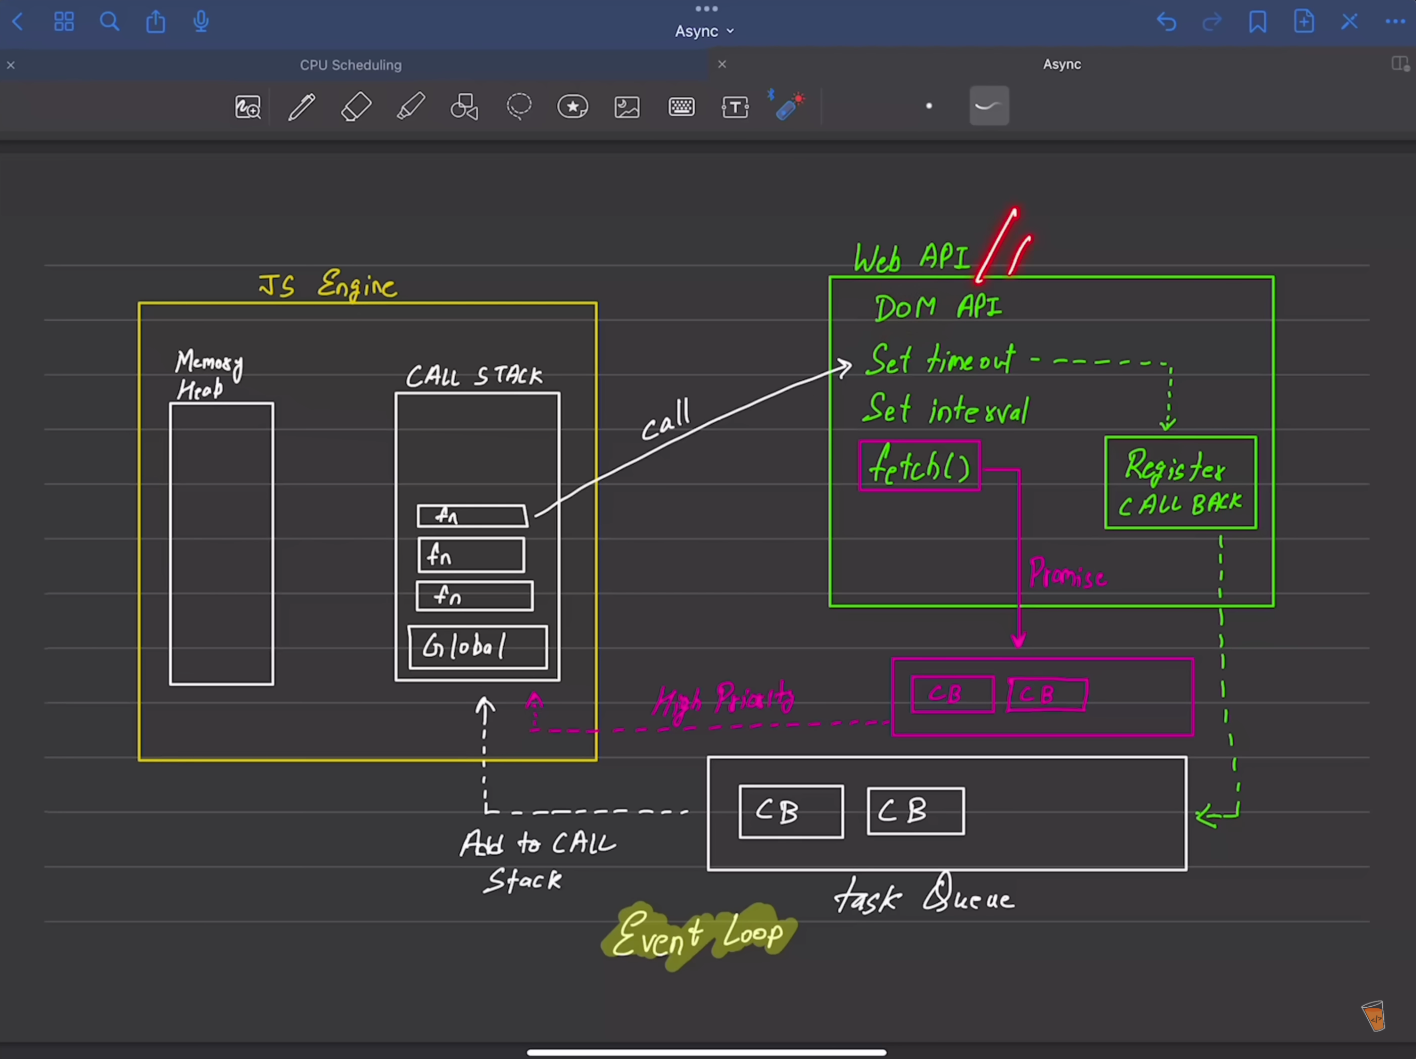 Async
CPU Scheduling
Async
T
Web API
DOM API
JS Engine
Memory
Heap
CALL STACK
Set timeout
call
Set interval
fetch()
Register
CALL BACK
fn
fn
fn
Promise
Global
High Priority
CB
CB
CB
CB
Add to CALL
Stack
task Queue
Event Loop